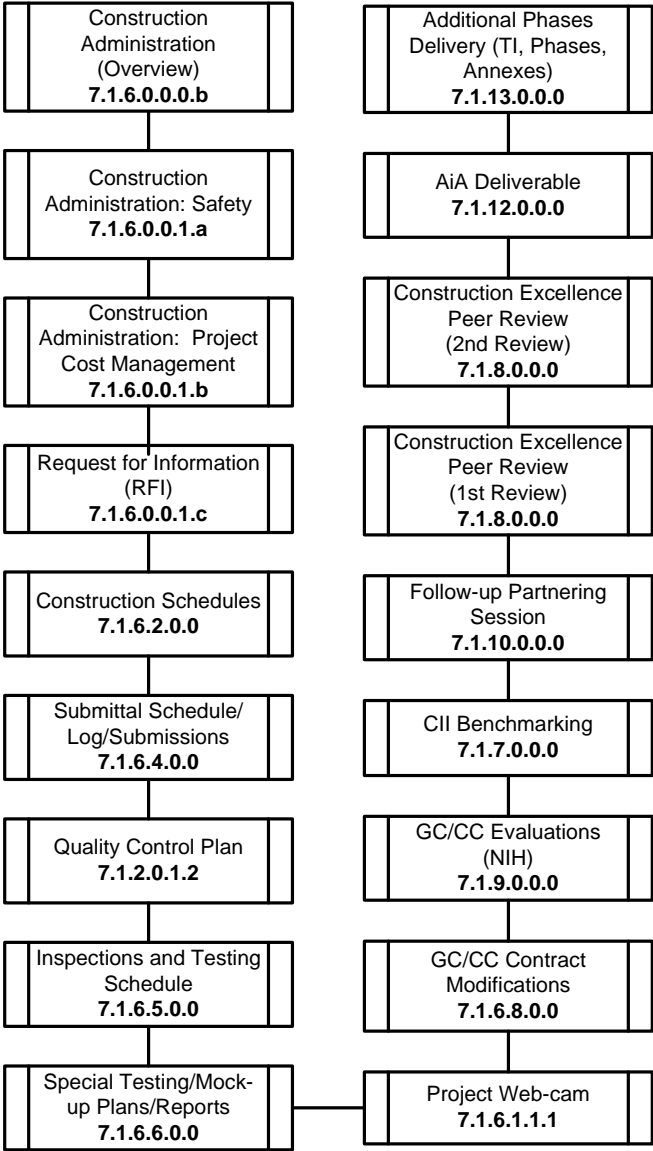 Construction
Administration
(Overview)
7.1.6.0.0.0.b
Construction
Administration: Safety
7.1.6.0.0.1.a
Construction
Administration:  Project
Cost Management
7.1.6.0.0.1.b
Request for Information
(RFI)
7.1.6.0.0.1.c
Construction Schedules
7.1.6.2.0.0
Submittal Schedule/
Log/Submissions
7.1.6.4.0.0
Quality Control Plan
7.1.2.0.1.2
Inspections and Testing
Schedule
7.1.6.5.0.0
Special Testing/Mock-
up Plans/Reports
7.1.6.6.0.0
Additional Phases
Delivery (TI, Phases,
Annexes)
7.1.13.0.0.0
AiA Deliverable
7.1.12.0.0.0
Construction Excellence
Peer Review
(2nd Review)
7.1.8.0.0.0
Construction Excellence
Peer Review
(1st Review)
7.1.8.0.0.0
Follow-up Partnering
Session
7.1.10.0.0.0
CII Benchmarking
7.1.7.0.0.0
GC/CC Evaluations
(NIH)
7.1.9.0.0.0
GC/CC Contract
Modifications
7.1.6.8.0.0
Project Web-cam
7.1.6.1.1.1